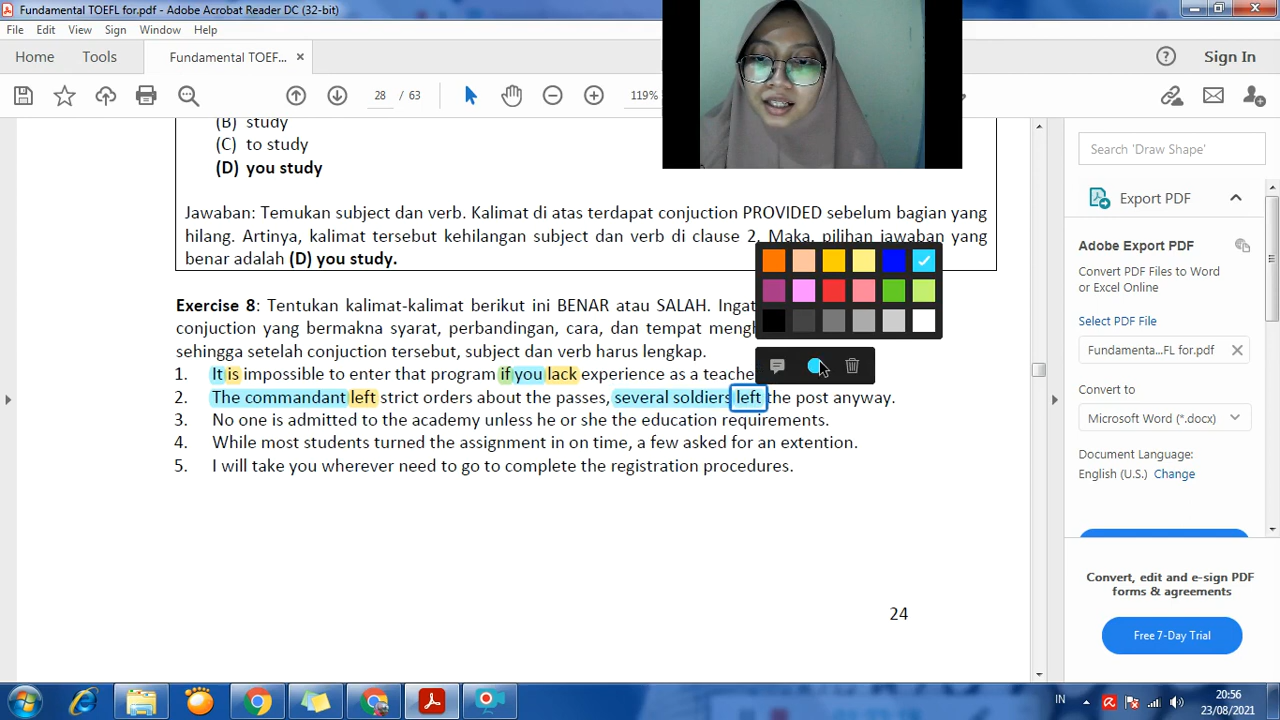 Fundamental TOEFL for.pdf - Adobe Acrobat Reader DC (32-bit)
File Edit View Sign Window Help
Home Tools Fundamental TOEF... × Sign In
28 / 63 119%
(B) study
(C) to study
(D) you study
Jawaban: Temukan subject dan verb. Kalimat di atas terdapat conjuction PROVIDED sebelum bagian yang
hilang. Artinya, kalimat tersebut kehilangan subject dan verb di clause 2. Maka, pilihan jawaban yang
benar adalah (D) you study.
Exercise 8: Tentukan kalimat-kalimat berikut ini BENAR atau SALAH. Ingat
conjuction yang bermakna syarat, perbandingan, cara, dan tempat
sehingga setelah conjuction tersebut, subject dan verb harus lengkap.
1. It is impossible to enter that program if you lack experience as a
2. The commandant left strict orders about the passes, several soldiers left the post anyway.
3. No one is admitted to the academy unless he or she the education requirements.
4. While most students turned the assignment in on time, a few asked for an extention.
5. I will take you wherever need to go to complete the registration procedures.
24
Search 'Draw Shape'
Export PDF
Adobe Export PDF
Convert PDF Files to Word
or Excel Online
Select PDF File
Fundamenta...FL for.pdf
Convert to
Microsoft Word (*.docx)
Document Language:
English (U.S.) Change
Convert, edit and e-sign PDF
forms & agreements
Free 7-Day Trial
IN
20:56
23/08/2021